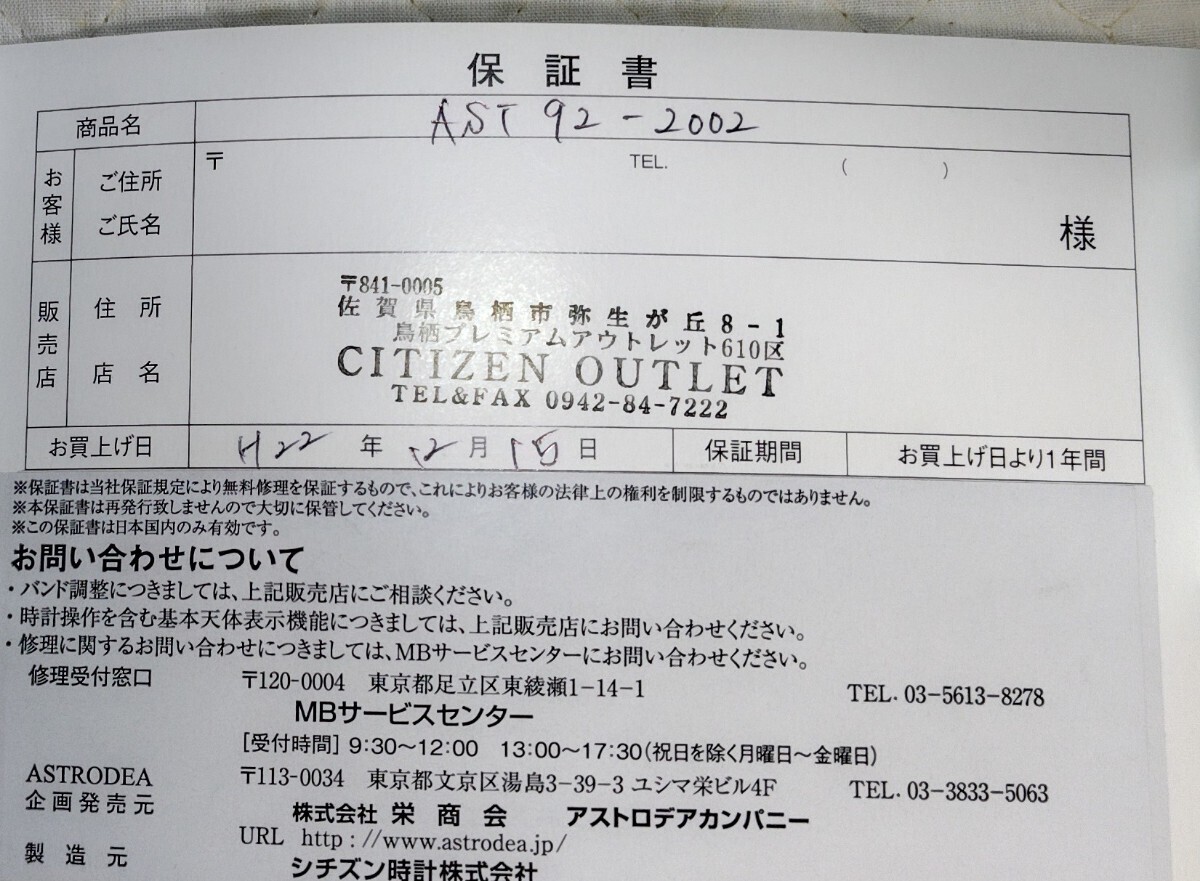 保証書
商品名 AST 92-2002
お客様 ご住所 〒 TEL. ( )
ご氏名 様
販売店 住所 店名
〒841-0005
佐賀県鳥栖市弥生が丘8-1
鳥栖プレミアムアウトレット610区
CITIZEN OUTLET
TEL&FAX 0942-84-7222
お買上げ日 H22年 12月 15日 保証期間 お買上げ日より1年間
※保証書は当社保証規定により無料修理を保証するもので、これによりお客様の法律上の権利を制限するものではありません。
※本保証書は再発行致しませんので大切に保管してください。
※この保証書は日本国内のみ有効です。
お問い合わせについて
・バンド調整につきましては、上記販売店にご相談ください。
・時計操作を含む基本天体表示機能につきましては、上記販売店にお問い合わせください。
・修理に関するお問い合わせにつきましては、MBサービスセンターにお問い合わせください。
修理受付窓口 〒120-0004 東京都足立区東綾瀬1-14-1 TEL. 03-5613-8278
MBサービスセンター
[受付時間] 9:30～12:00 13:00～17:30(祝日を除く月曜日～金曜日)
ASTRODEA 〒113-0034 東京都文京区湯島3-39-3 ユシマ栄ビル4F TEL. 03-3833-5063
企画発売元 株式会社 栄商会 アストロデアカンパニー
URL http://www.astrodea.jp/
製造元 シチズン時計株式会社